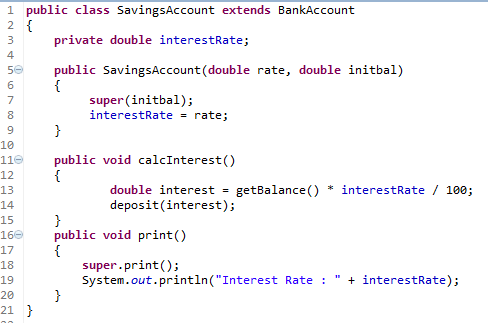 1 public class SavingsAccount extends BankAccount
2 {
3     private double interestRate;
4
5     public SavingsAccount(double rate, double initbal)
6     {
7          super(initbal);
8          interestRate = rate;
9     }
10
11     public void calcInterest()
12     {
13             double interest = getBalance() * interestRate / 100;
14             deposit(interest);
15     }
16     public void print()
17     {
18         super.print();
19         System.out.println("Interest Rate : " + interestRate);
20     }
21 }